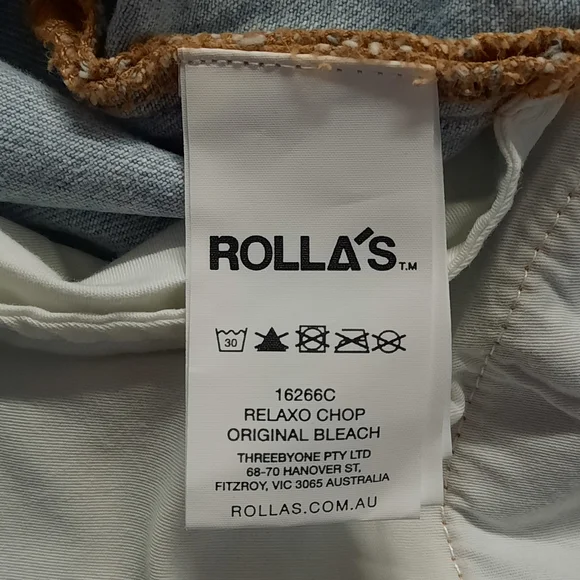 ROLLA'S T.M
30
16266C
RELAXO CHOP
ORIGINAL BLEACH
THREEBYONE PTY LTD
68-70 HANOVER ST,
FITZROY, VIC 3065 AUSTRALIA
ROLLAS.COM.AU